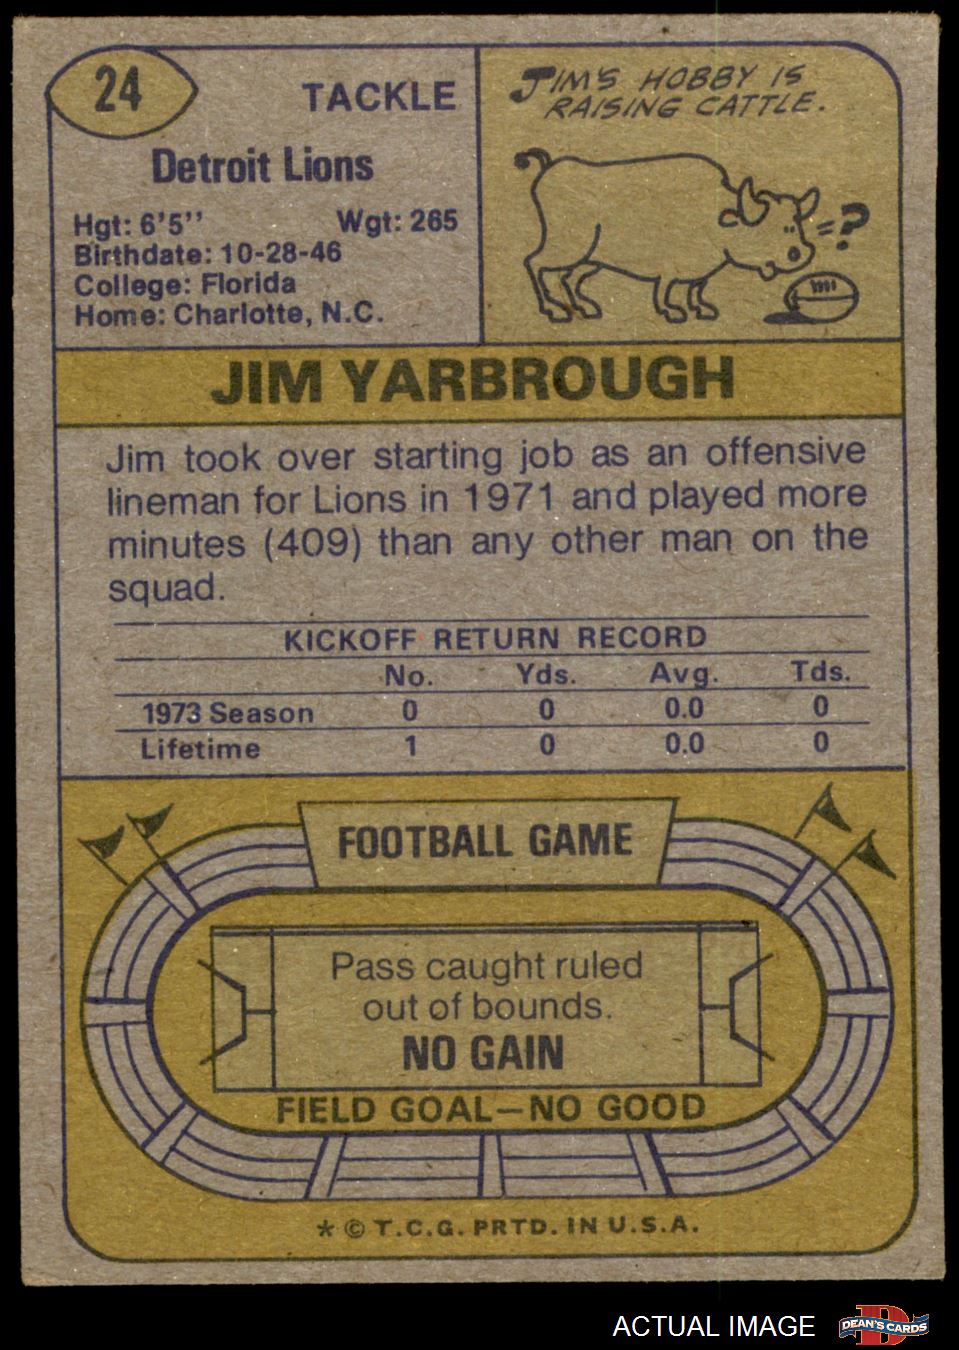 24
TACKLE
Detroit Lions
Hgt: 6'5'' Wgt: 265
Birthdate: 10-28-46
College: Florida
Home: Charlotte, N.C.
JIM'S HOBBY IS
RAISING CATTLE.
=?
JIM YARBROUGH
Jim took over starting job as an offensive
lineman for Lions in 1971 and played more
minutes (409) than any other man on the
squad.
KICKOFF RETURN RECORD
No. Yds. Avg. Tds.
1973 Season 0 0 0.0 0
Lifetime 1 0 0.0 0
FOOTBALL GAME
Pass caught ruled
out of bounds.
NO GAIN
FIELD GOAL—NO GOOD
* © T.C.G. PRTD. IN U.S.A.
ACTUAL IMAGE
D
DEAN'S CARDS